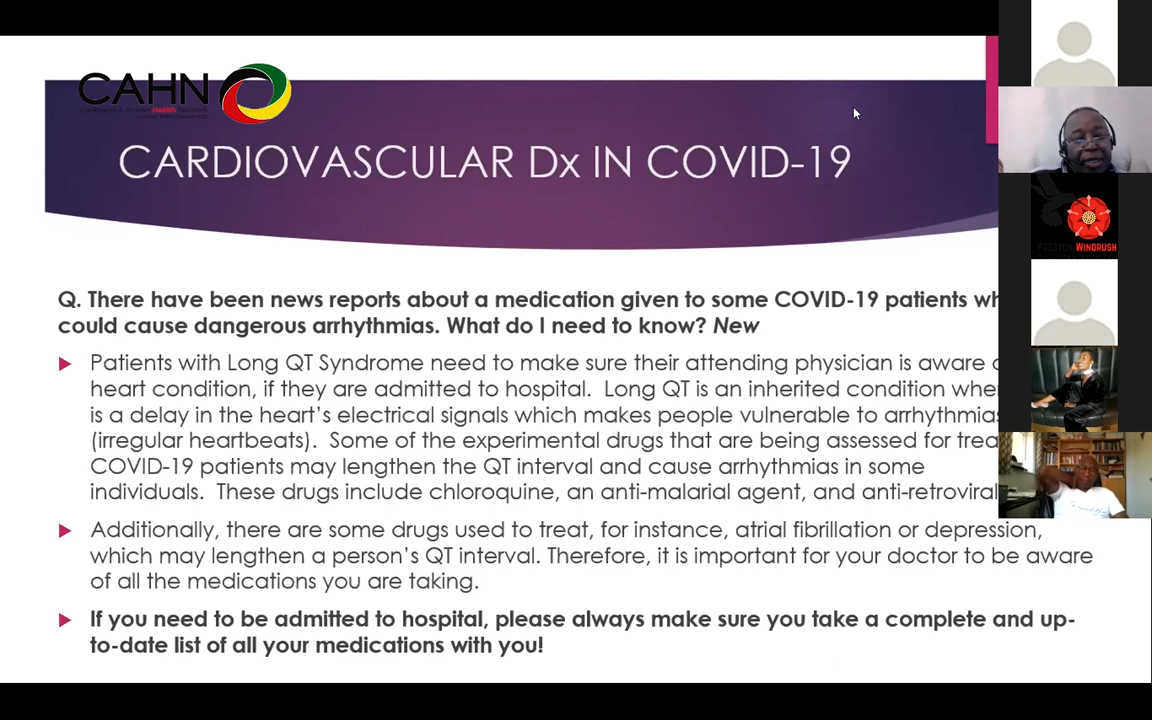 CAHN
Caribbean & African Health Network
Greater Manchester
CARDIOVASCULAR Dx IN COVID-19
PRESTON WINDRUSH
Q. There have been news reports about a medication given to some COVID-19 patients wh
could cause dangerous arrhythmias. What do I need to know? New
Patients with Long QT Syndrome need to make sure their attending physician is aware
heart condition, if they are admitted to hospital. Long QT is an inherited condition whe
is a delay in the heart's electrical signals which makes people vulnerable to arrhythmias
(irregular heartbeats). Some of the experimental drugs that are being assessed for trea
COVID-19 patients may lengthen the QT interval and cause arrhythmias in some
individuals. These drugs include chloroquine, an anti-malarial agent, and anti-retroviral
Additionally, there are some drugs used to treat, for instance, atrial fibrillation or depression,
which may lengthen a person's QT interval. Therefore, it is important for your doctor to be aware
of all the medications you are taking.
If you need to be admitted to hospital, please always make sure you take a complete and up-
to-date list of all your medications with you!